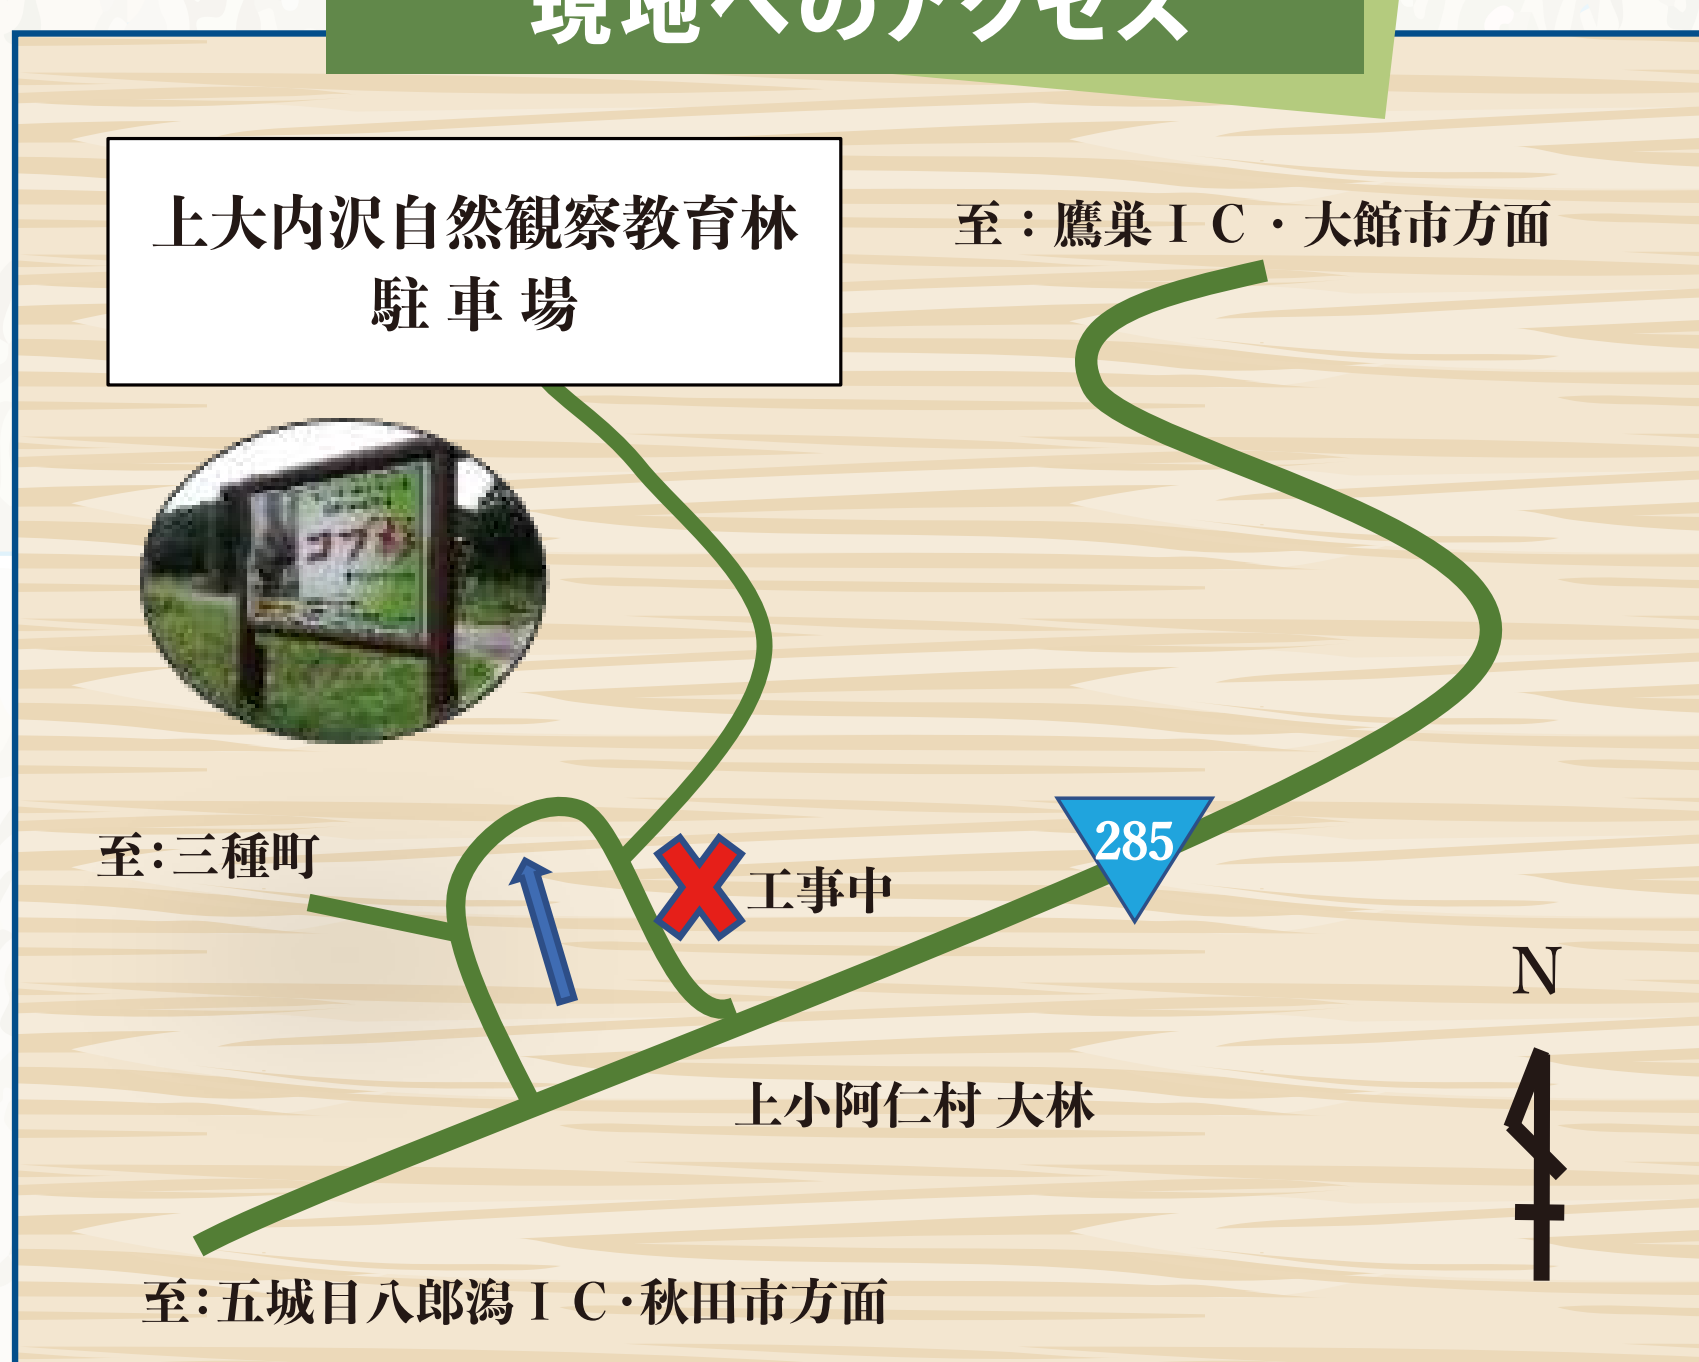 現地へのアクセス
上大内沢自然観察教育林
駐車場
至：鷹巣ＩＣ・大館市方面
コブ杉
至：三種町
工事中
285
N
上小阿仁村 大林
至：五城目八郎潟ＩＣ・秋田市方面